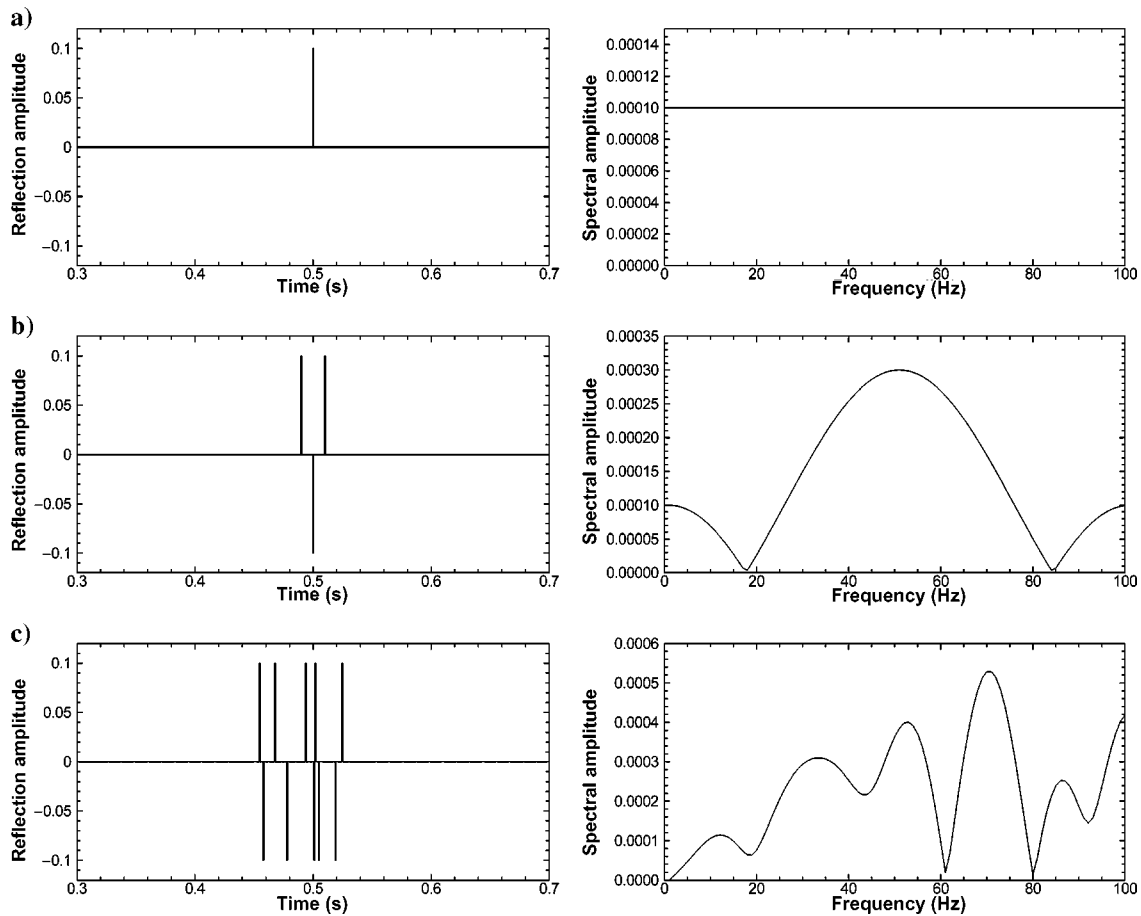 a)
Reflection amplitude
0.1
0.05
0
−0.05
−0.1
0.3 0.4 0.5 0.6 0.7
Time (s)
Spectral amplitude
0.00014
0.00012
0.00010
0.00008
0.00006
0.00004
0.00002
0.00000
0 20 40 60 80 100
Frequency (Hz)
b)
Reflection amplitude
0.1
0.05
0
−0.05
−0.1
0.3 0.4 0.5 0.6 0.7
Time (s)
Spectral amplitude
0.00035
0.00030
0.00025
0.00020
0.00015
0.00010
0.00005
0.00000
0 20 40 60 80 100
Frequency (Hz)
c)
Reflection amplitude
0.1
0.05
0
−0.05
−0.1
0.3 0.4 0.5 0.6 0.7
Time (s)
Spectral amplitude
0.0006
0.0005
0.0004
0.0003
0.0002
0.0001
0.0000
0 20 40 60 80 100
Frequency (Hz)